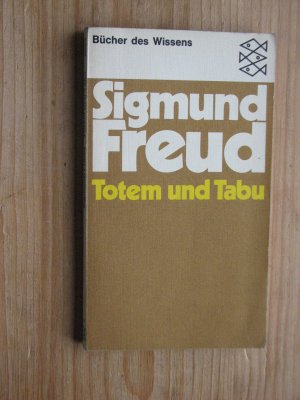 Bücher des Wissens
Sigmund
Freud
Totem und Tabu